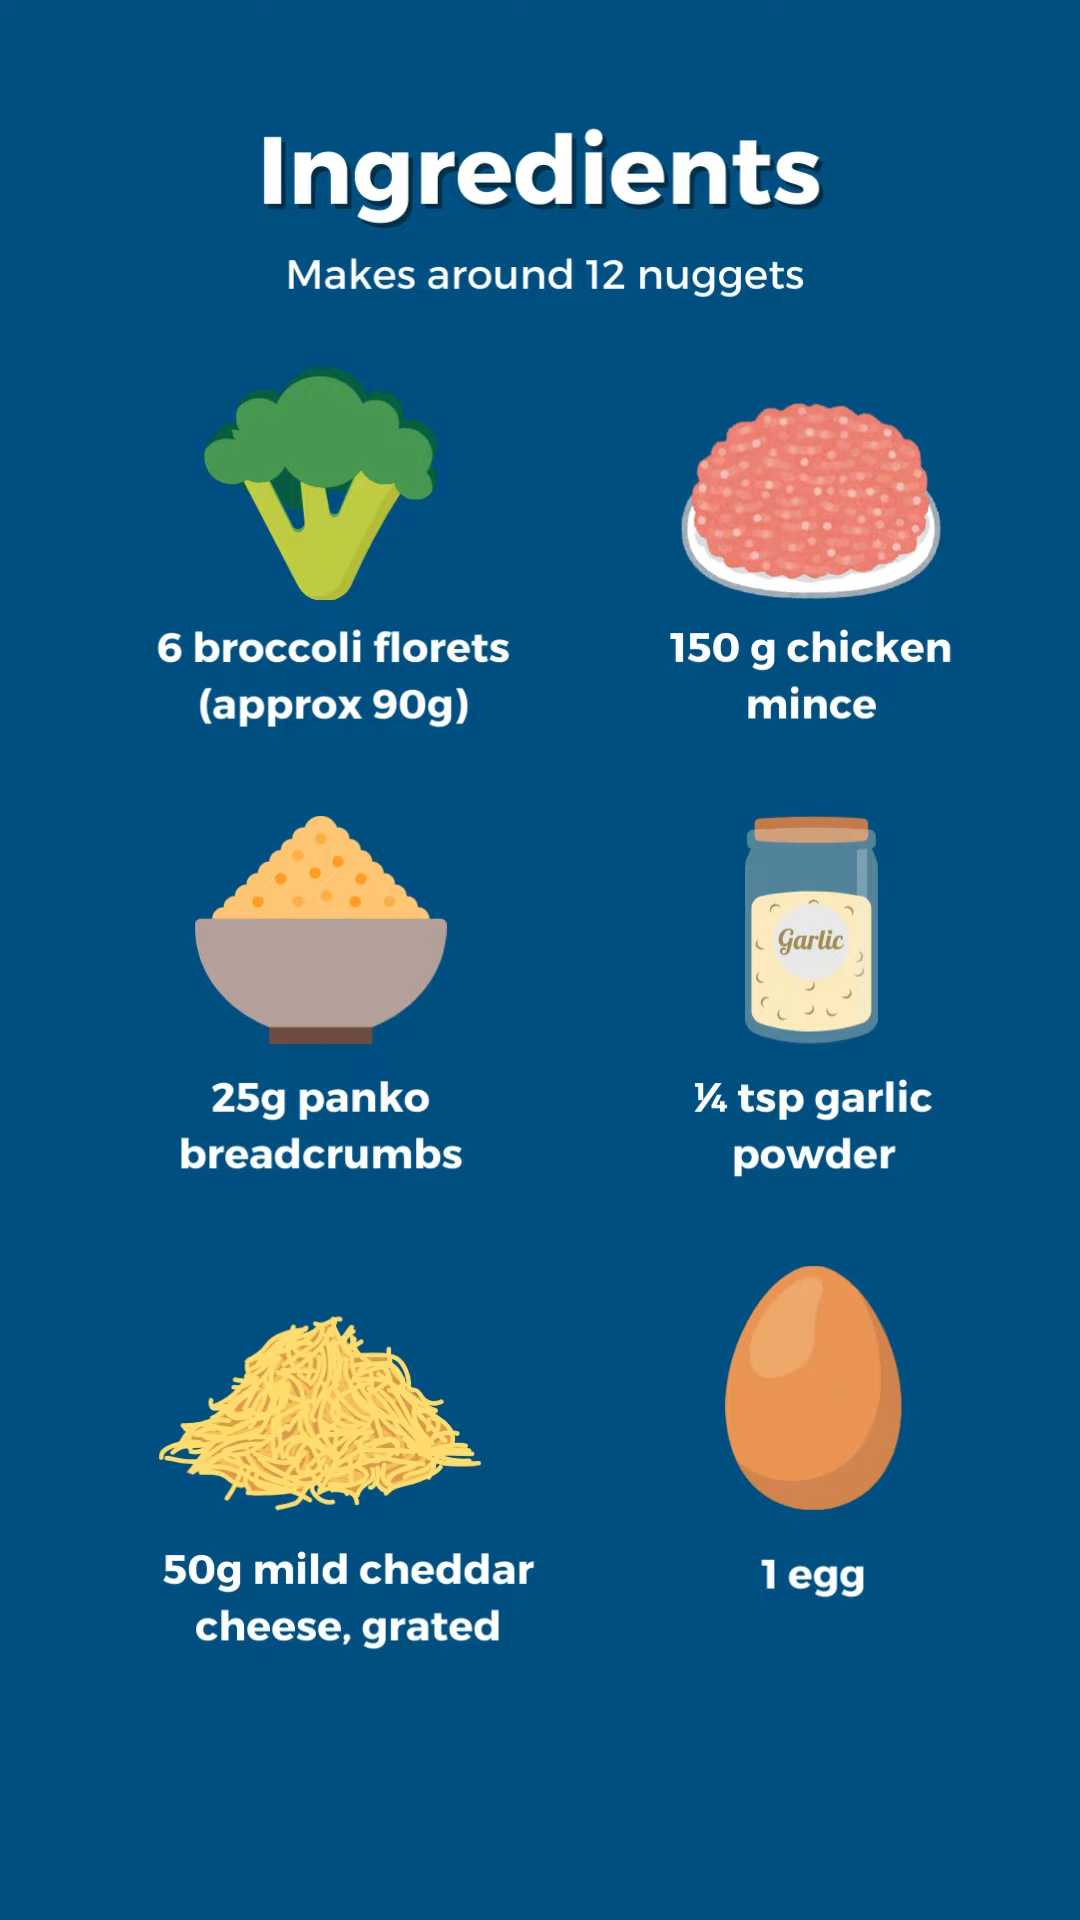 Ingredients
Makes around 12 nuggets
6 broccoli florets
(approx 90g)
150 g chicken
mince
25g panko
breadcrumbs
Garlic
¼ tsp garlic
powder
50g mild cheddar
cheese, grated
1 egg